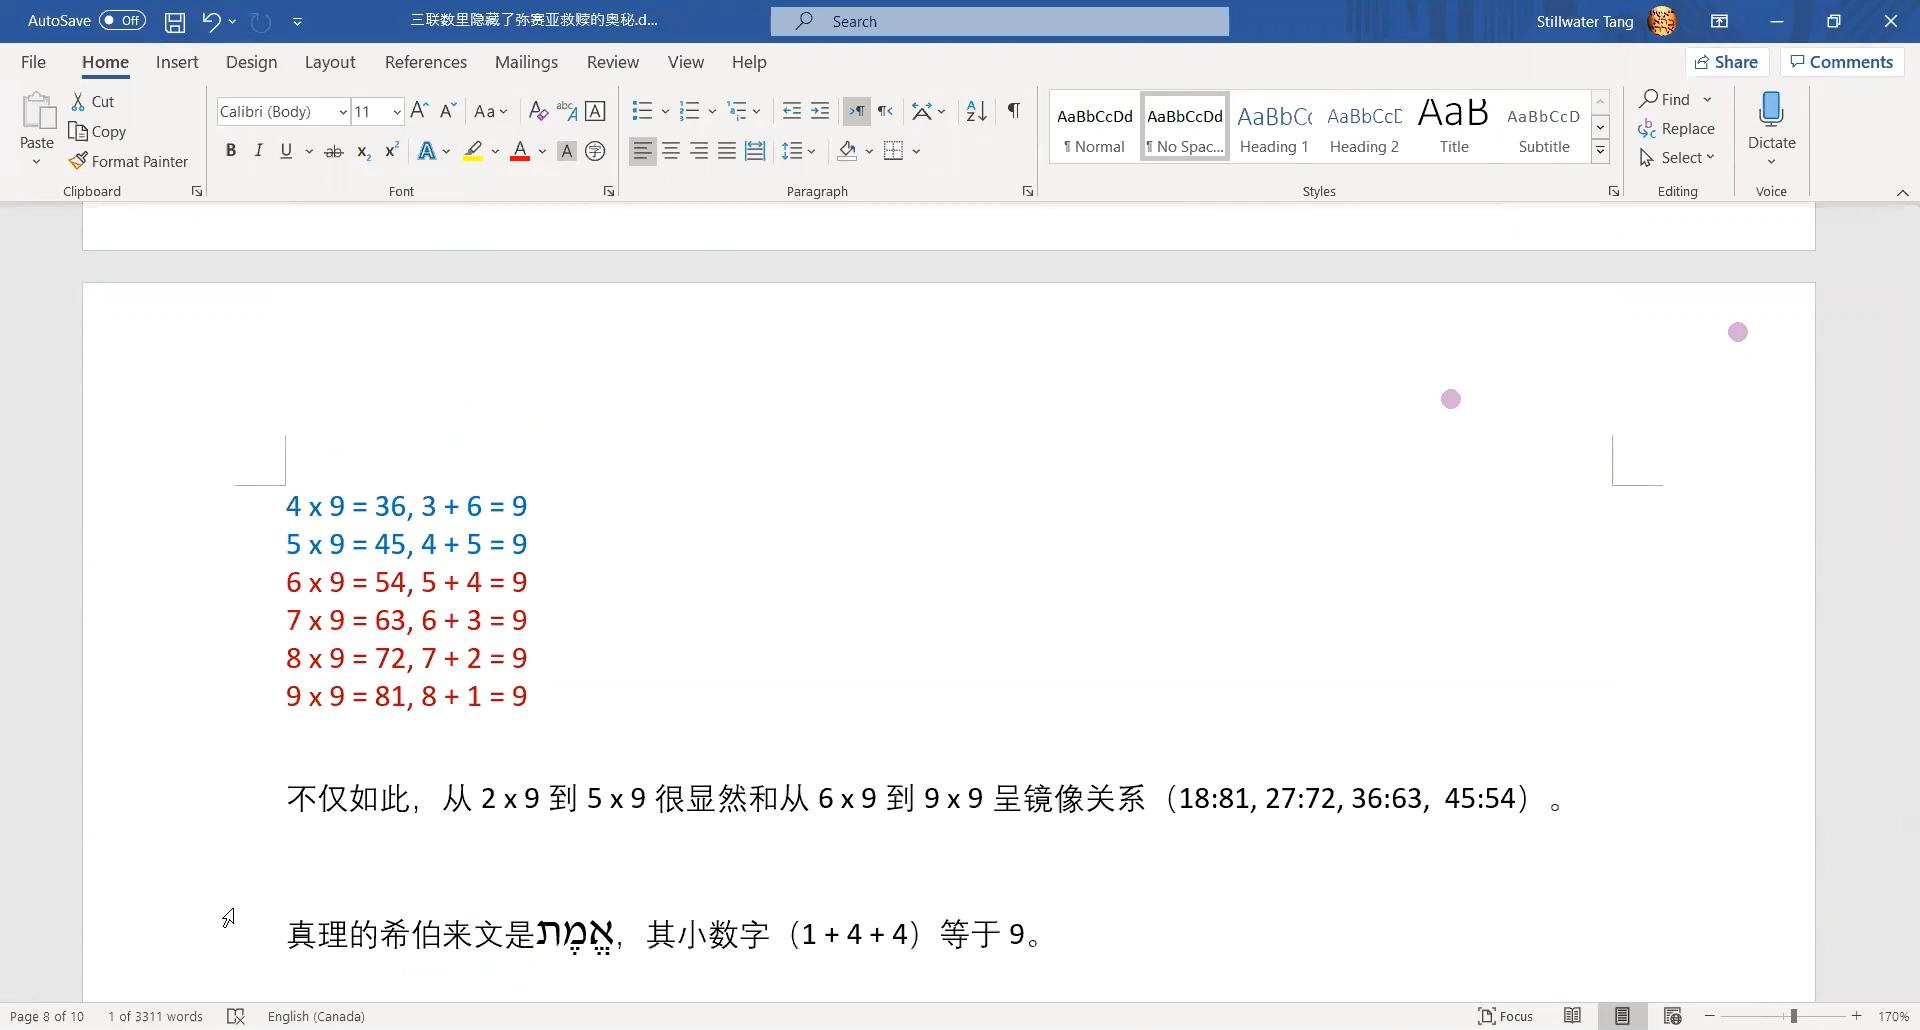 AutoSave Off 三联数里隐藏了弥赛亚救赎的奥秘.d... Search Stillwater Tang
File Home Insert Design Layout References Mailings Review View Help Share Comments
Paste Cut Copy Format Painter
Calibri (Body) 11
AaBbCcDd ¶ Normal
AaBbCcDd ¶ No Spac...
AaBbCc Heading 1
AaBbCcD Heading 2
AaB Title
AaBbCcD Subtitle
Find Replace Select
Dictate
Clipboard Font Paragraph Styles Editing Voice
4 x 9 = 36, 3 + 6 = 9
5 x 9 = 45, 4 + 5 = 9
6 x 9 = 54, 5 + 4 = 9
7 x 9 = 63, 6 + 3 = 9
8 x 9 = 72, 7 + 2 = 9
9 x 9 = 81, 8 + 1 = 9
不仅如此，从 2 x 9 到 5 x 9 很显然和从 6 x 9 到 9 x 9 呈镜像关系（18:81, 27:72, 36:63, 45:54）。
真理的希伯来文是אֱמֶת，其小数字（1 + 4 + 4）等于 9。
Page 8 of 10 1 of 3311 words English (Canada) Focus 170%